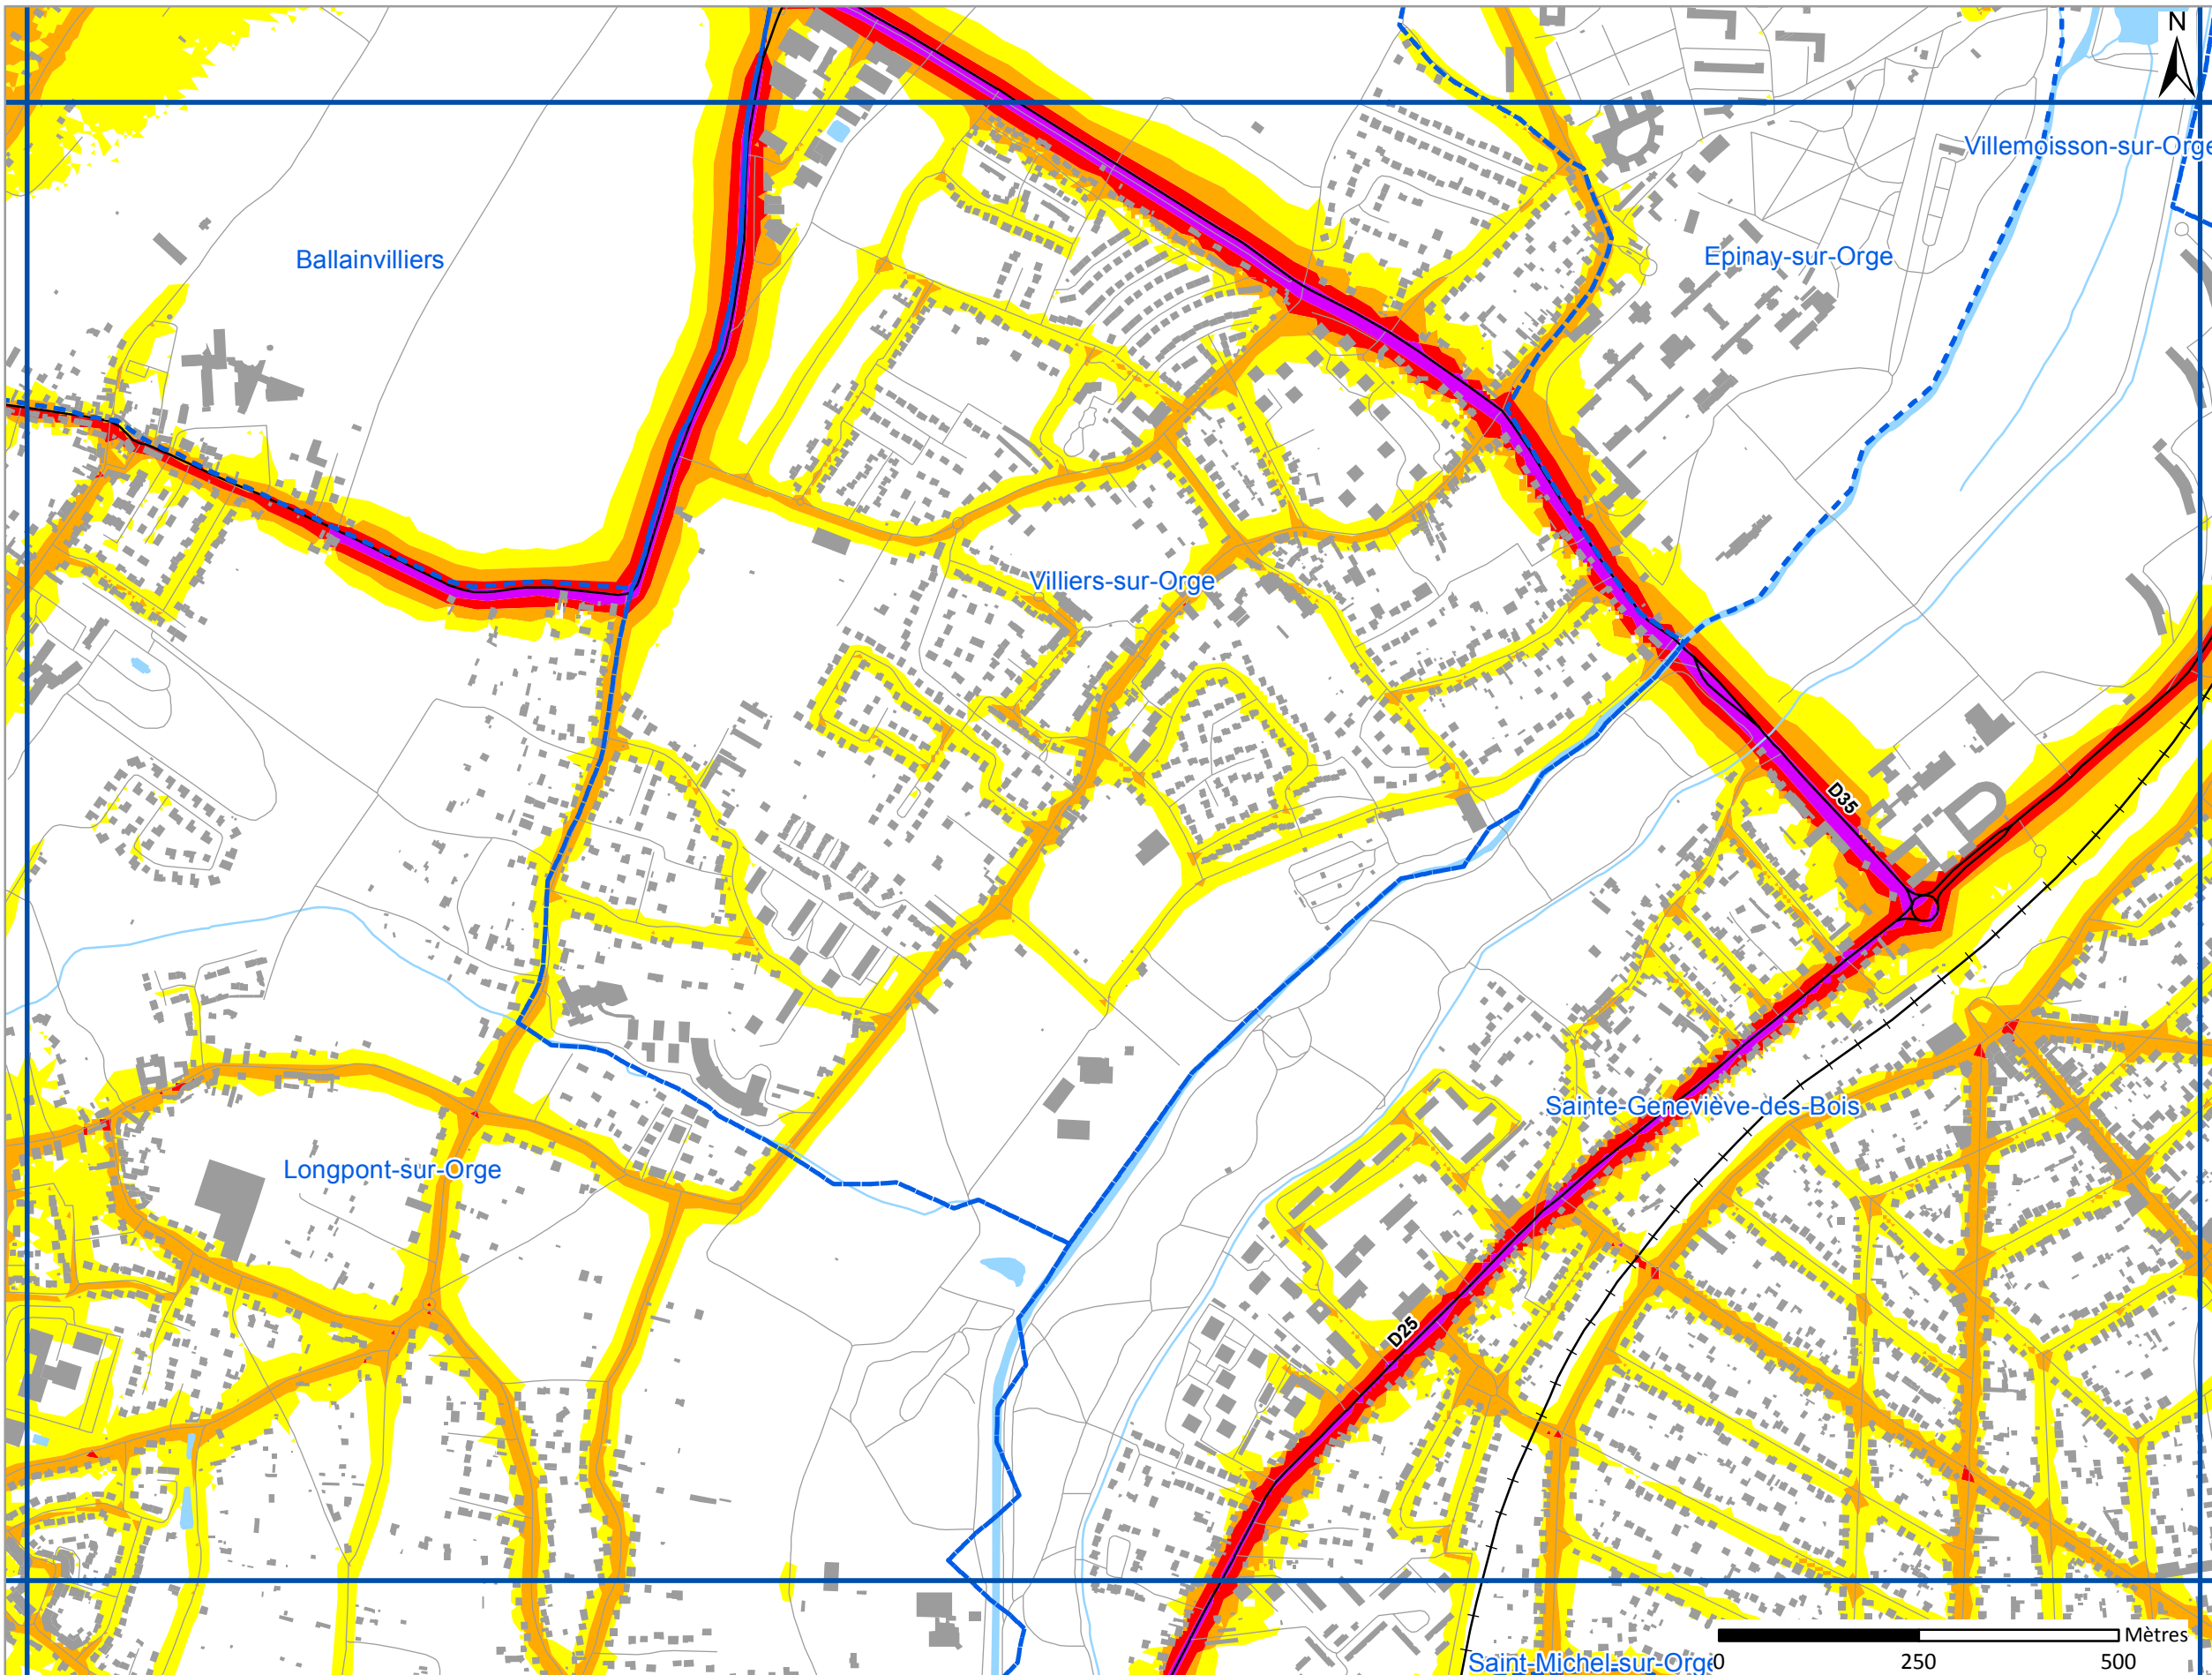 N
Villemoisson-sur-Orge
Ballainvilliers
Epinay-sur-Orge
Villiers-sur-Orge
D35
Sainte-Geneviève-des-Bois
Longpont-sur-Orge
D25
Mètres
Saint-Michel-sur-Orge
0 250 500